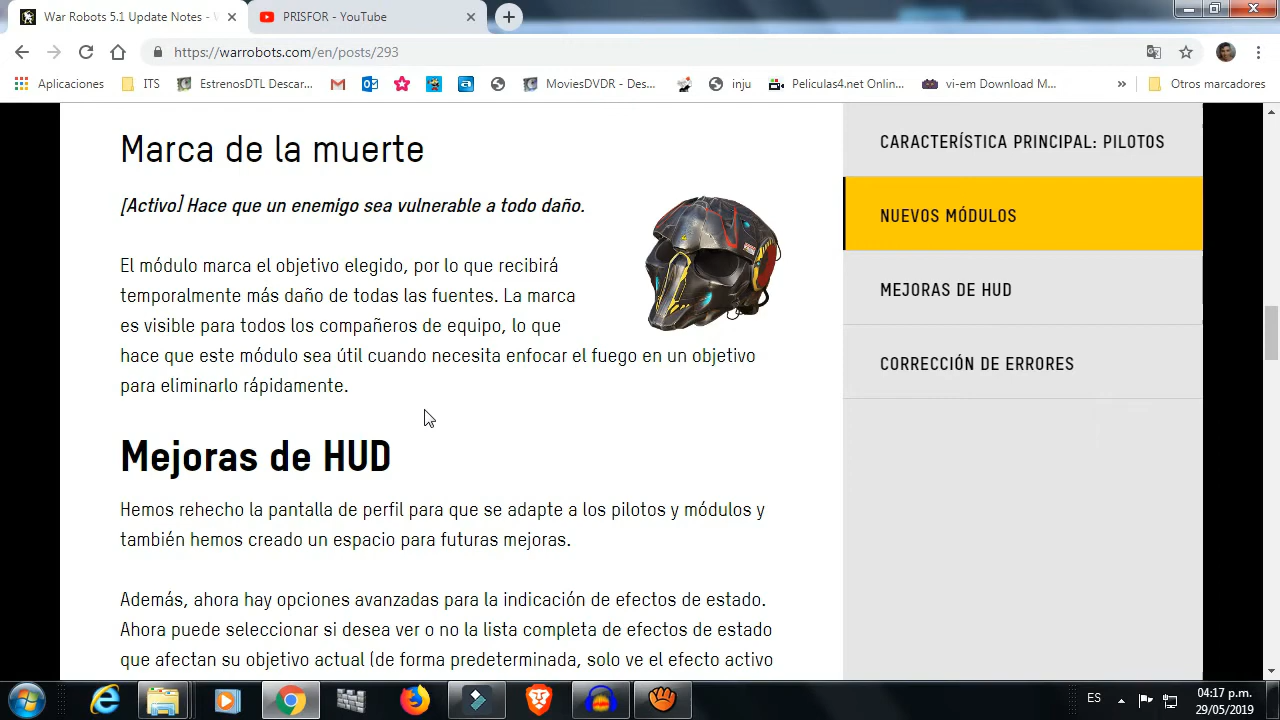 War Robots 5.1 Update Notes -
PRISFOR - YouTube
https://warrobots.com/en/posts/293
Aplicaciones
ITS
EstrenosDTL Descar...
MoviesDVDR - Des...
inju
Peliculas4.net Onlin...
vi-em Download M...
»
Otros marcadores
Marca de la muerte
[Activo] Hace que un enemigo sea vulnerable a todo daño.
El módulo marca el objetivo elegido, por lo que recibirá
temporalmente más daño de todas las fuentes. La marca
es visible para todos los compañeros de equipo, lo que
hace que este módulo sea útil cuando necesita enfocar el fuego en un objetivo
para eliminarlo rápidamente.
Mejoras de HUD
Hemos rehecho la pantalla de perfil para que se adapte a los pilotos y módulos y
también hemos creado un espacio para futuras mejoras.
Además, ahora hay opciones avanzadas para la indicación de efectos de estado.
Ahora puede seleccionar si desea ver o no la lista completa de efectos de estado
que afectan su objetivo actual (de forma predeterminada, solo ve el efecto activo
CARACTERÍSTICA PRINCIPAL: PILOTOS
NUEVOS MÓDULOS
MEJORAS DE HUD
CORRECCIÓN DE ERRORES
ES
04:17 p.m.
29/05/2019